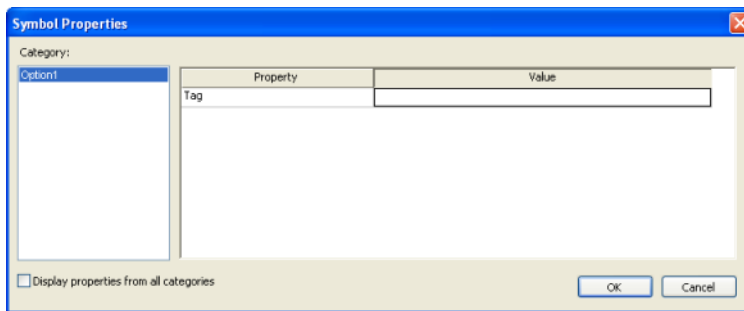 Symbol Properties
Category:
Option1
Property Value
Tag
Display properties from all categories
OK Cancel